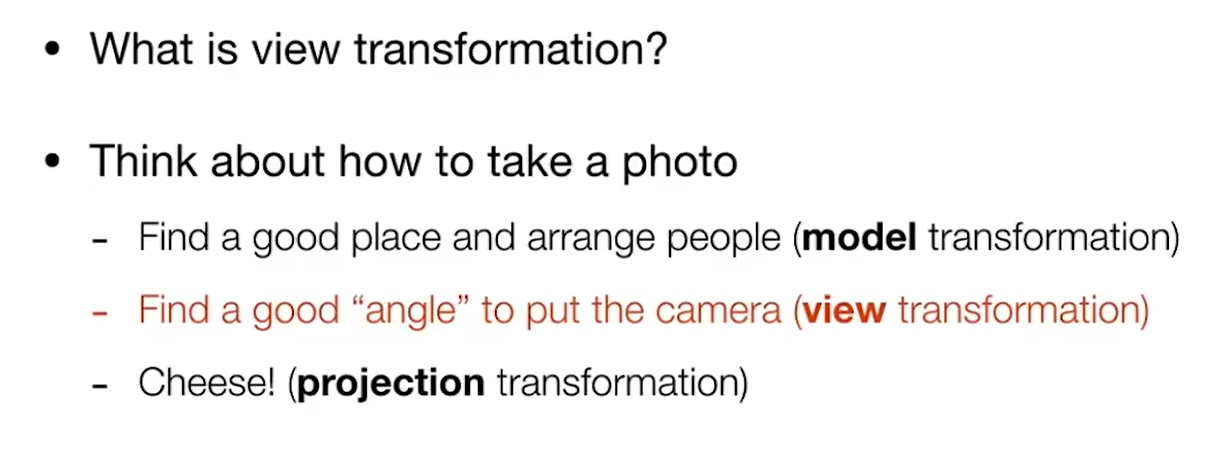 • What is view transformation?
• Think about how to take a photo
- Find a good place and arrange people (model transformation)
- Find a good “angle” to put the camera (view transformation)
- Cheese! (projection transformation)